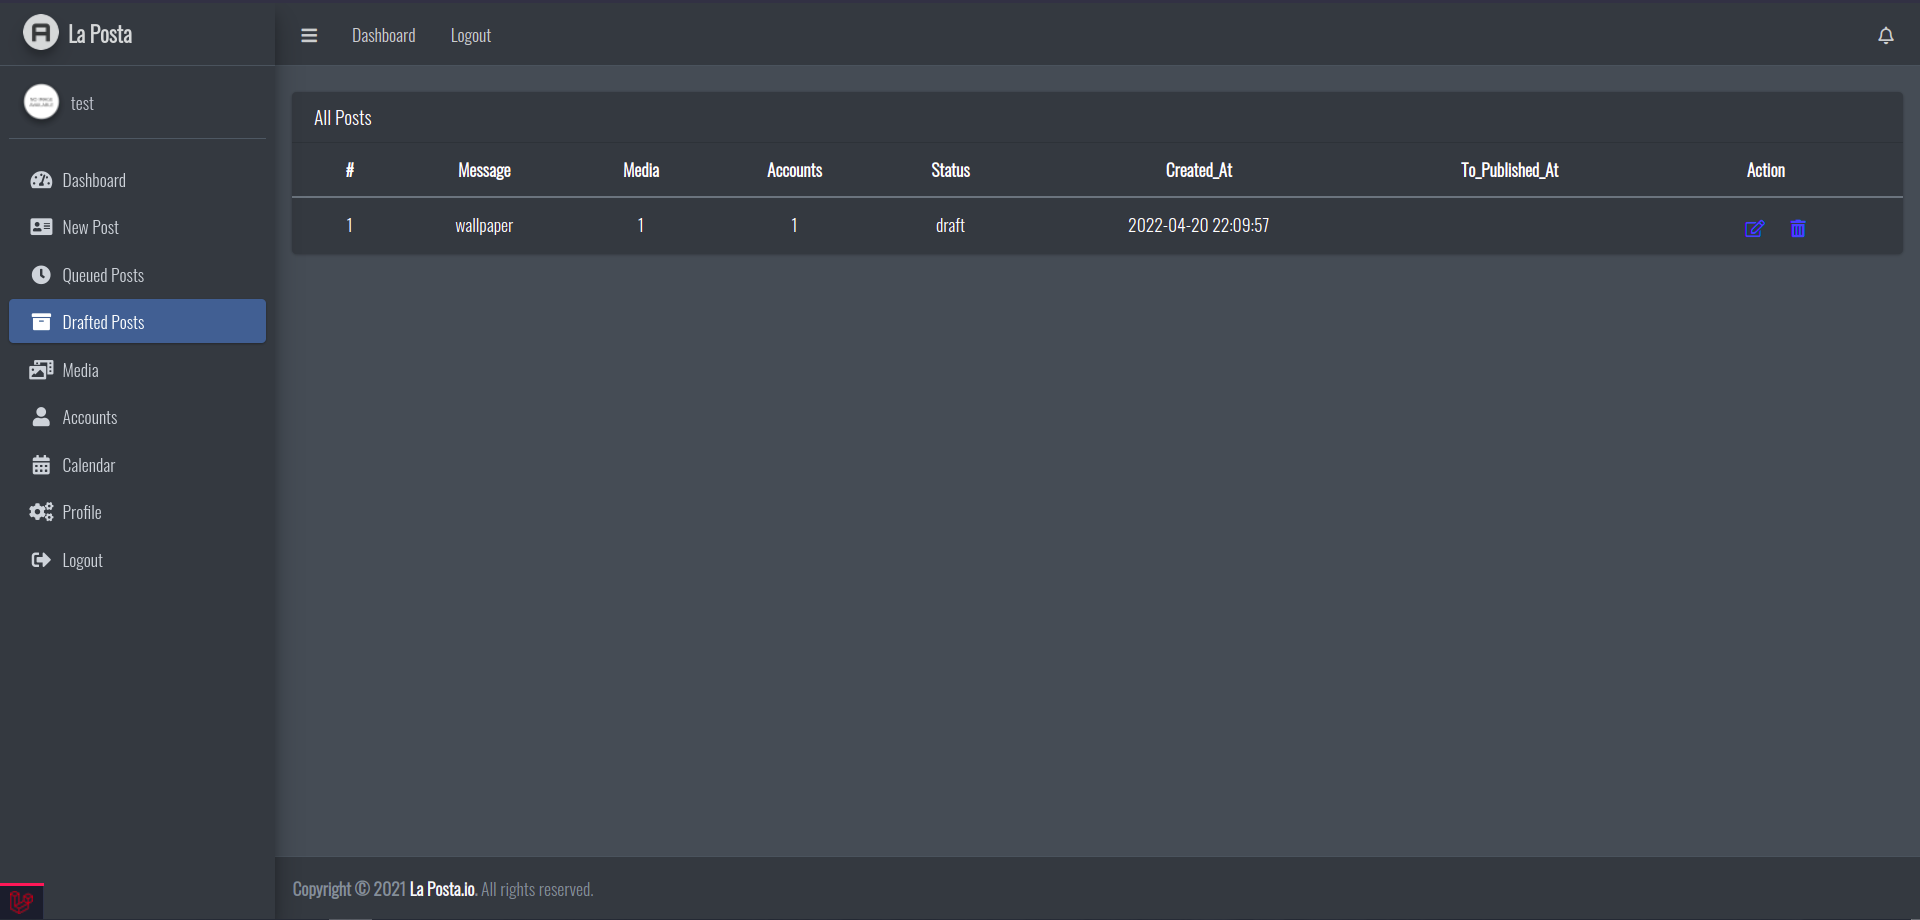 La Posta
Dashboard
Logout
test
Dashboard
New Post
Queued Posts
Drafted Posts
Media
Accounts
Calendar
Profile
Logout
All Posts
# Message Media Accounts Status Created_At To_Published_At Action
1 wallpaper 1 1 draft 2022-04-20 22:09:57
Copyright © 2021 La Posta.io. All rights reserved.